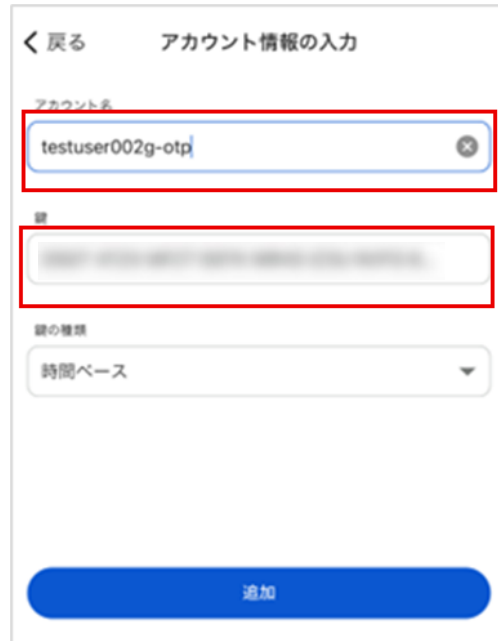 戻る アカウント情報の入力
アカウント名
testuser002g-otp
鍵
鍵の種類
時間ベース
追加